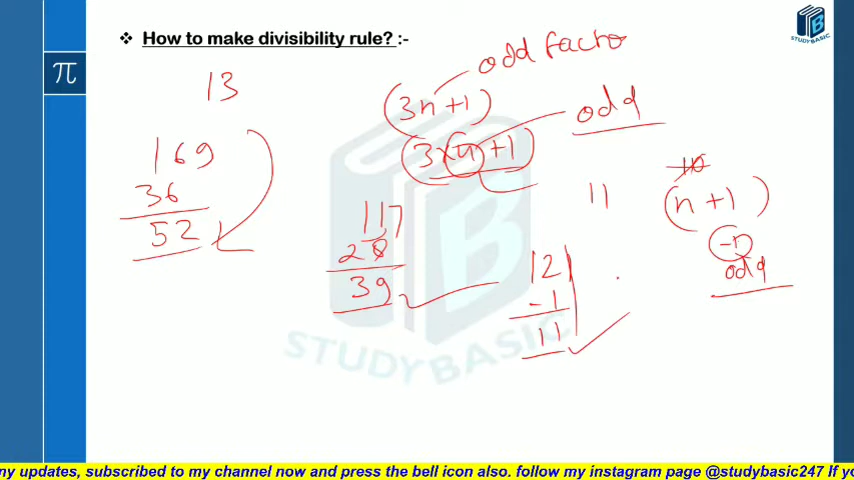 ❖ How to make divisibility rule? :-
B
STUDYBASIC
π
13
odd facto
(3n+1)
(3×4+1)
odd
169
36
52
117
28
39
11
10
(n+1)
-n
odd
121
-1
11
STUDYBASIC
ny updates, subscribed to my channel now and press the bell icon also. follow my instagram page @studybasic247 If yo